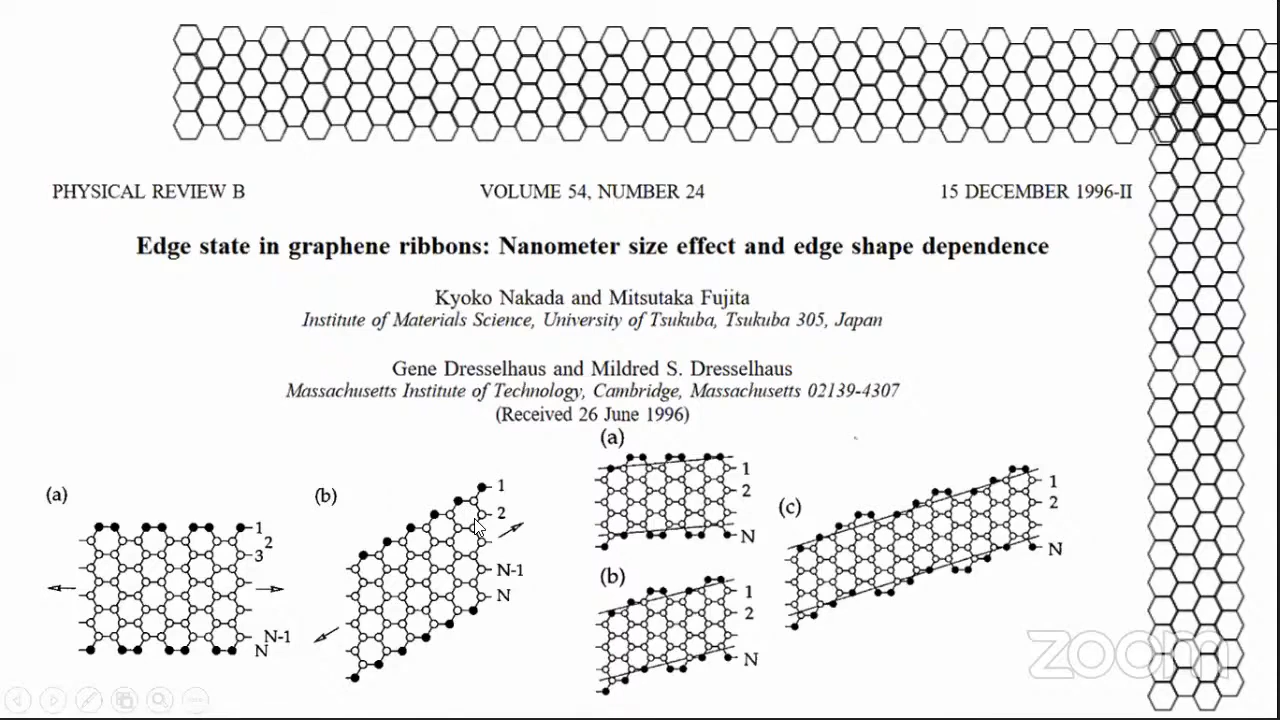 PHYSICAL REVIEW B VOLUME 54, NUMBER 24 15 DECEMBER 1996-II
Edge state in graphene ribbons: Nanometer size effect and edge shape dependence
Kyoko Nakada and Mitsutaka Fujita
Institute of Materials Science, University of Tsukuba, Tsukuba 305, Japan
Gene Dresselhaus and Mildred S. Dresselhaus
Massachusetts Institute of Technology, Cambridge, Massachusetts 02139-4307
(Received 26 June 1996)
(a)
1
2
3
N-1
N
(b)
1
2
N-1
N
(a)
1
2
N
(b)
1
2
N
(c)
1
2
N
zoom